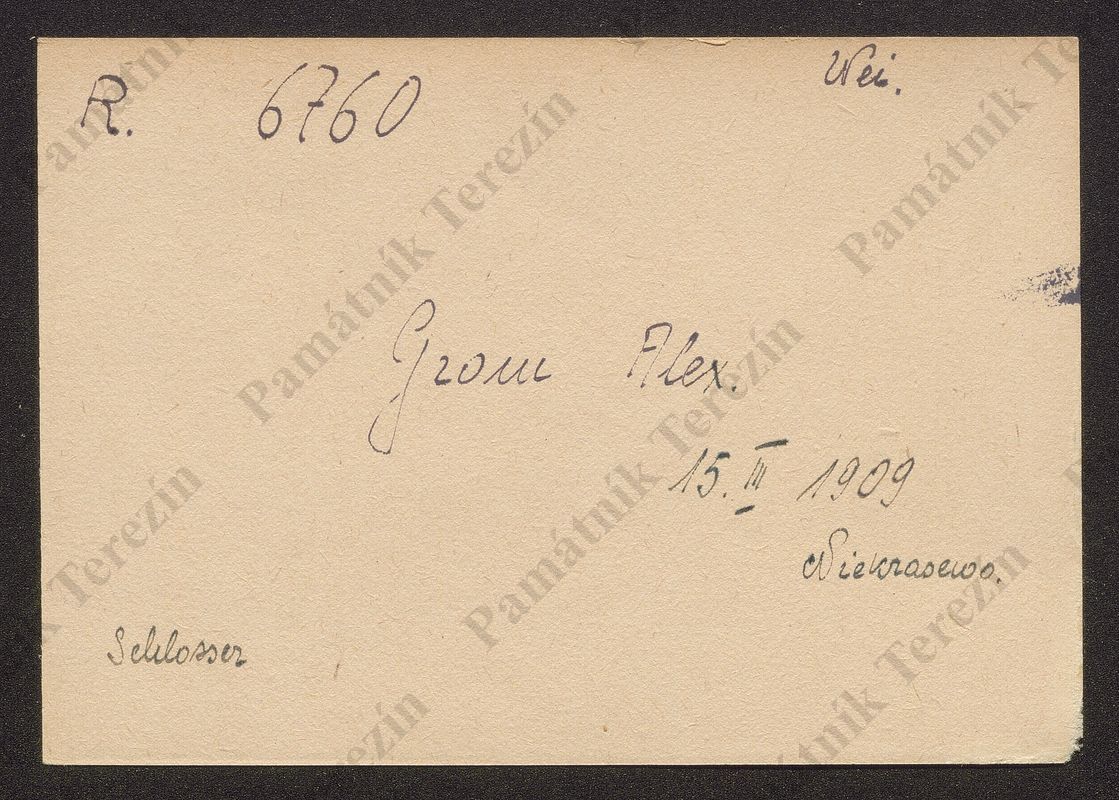 R. 6760 Wei.
Grom Alex.
15. III 1909
Niekrasewo.
Schlosser
Památník Terezín